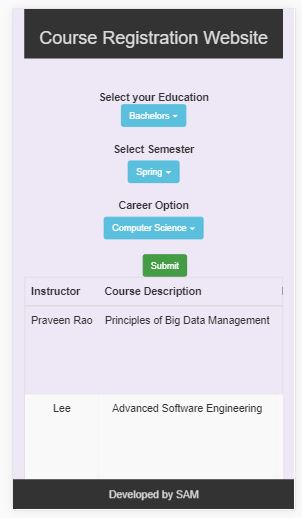 Course Registration Website
Select your Education
Bachelors
Select Semester
Spring
Career Option
Computer Science
Submit
Instructor Course Description
Praveen Rao Principles of Big Data Management
Lee Advanced Software Engineering
Developed by SAM